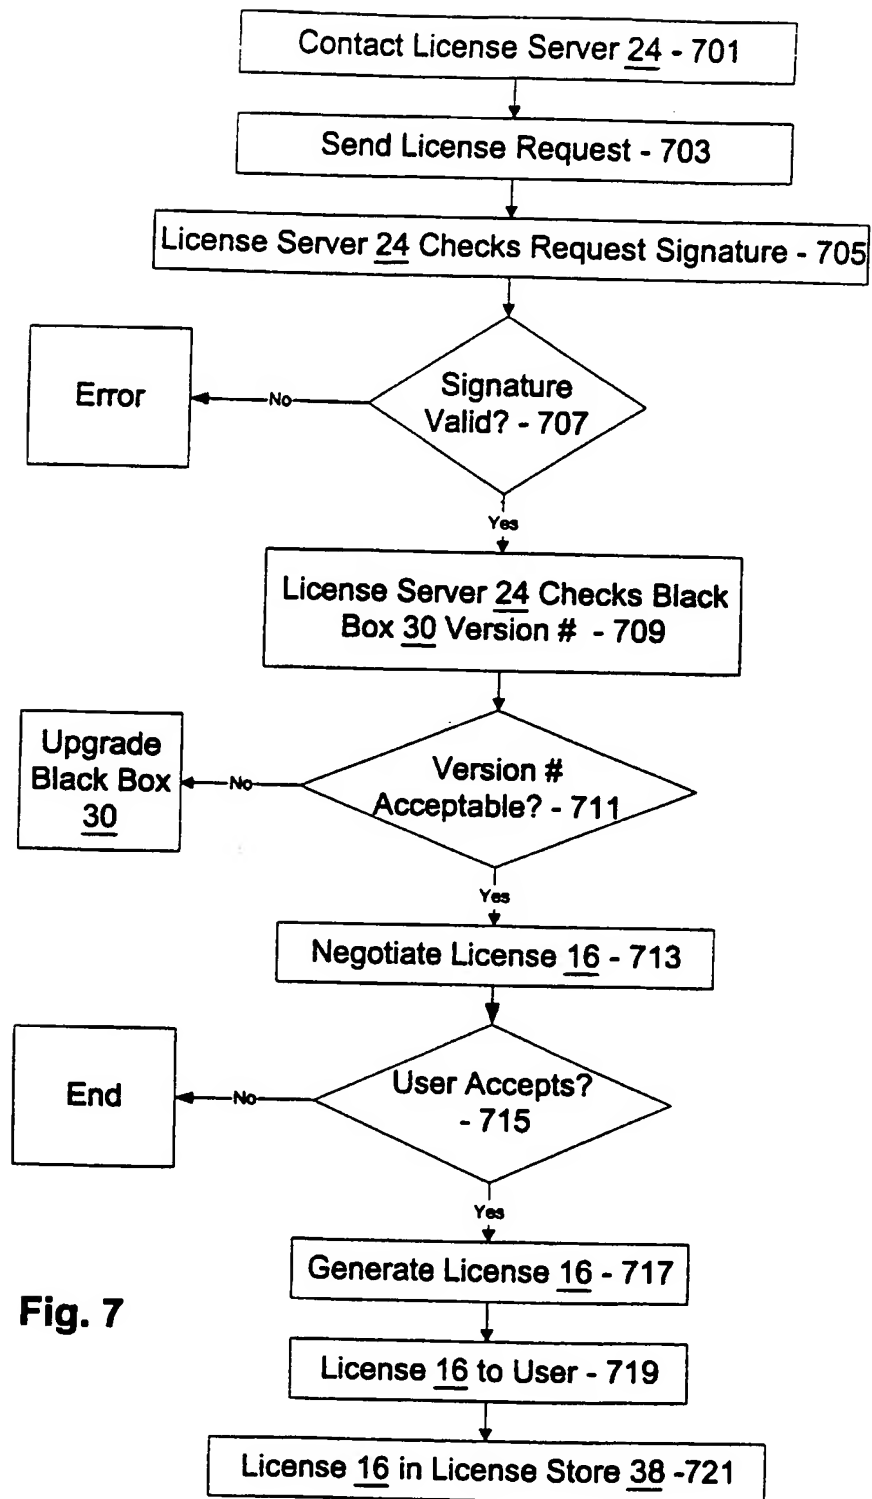 Contact License Server 24 - 701
Send License Request - 703
License Server 24 Checks Request Signature - 705
Signature
Valid? - 707
No
Error
Yes
License Server 24 Checks Black
Box 30 Version # - 709
Version #
Acceptable? - 711
No
Upgrade
Black Box
30
Yes
Negotiate License 16 - 713
User Accepts?
- 715
No
End
Yes
Generate License 16 - 717
License 16 to User - 719
License 16 in License Store 38 -721
Fig. 7